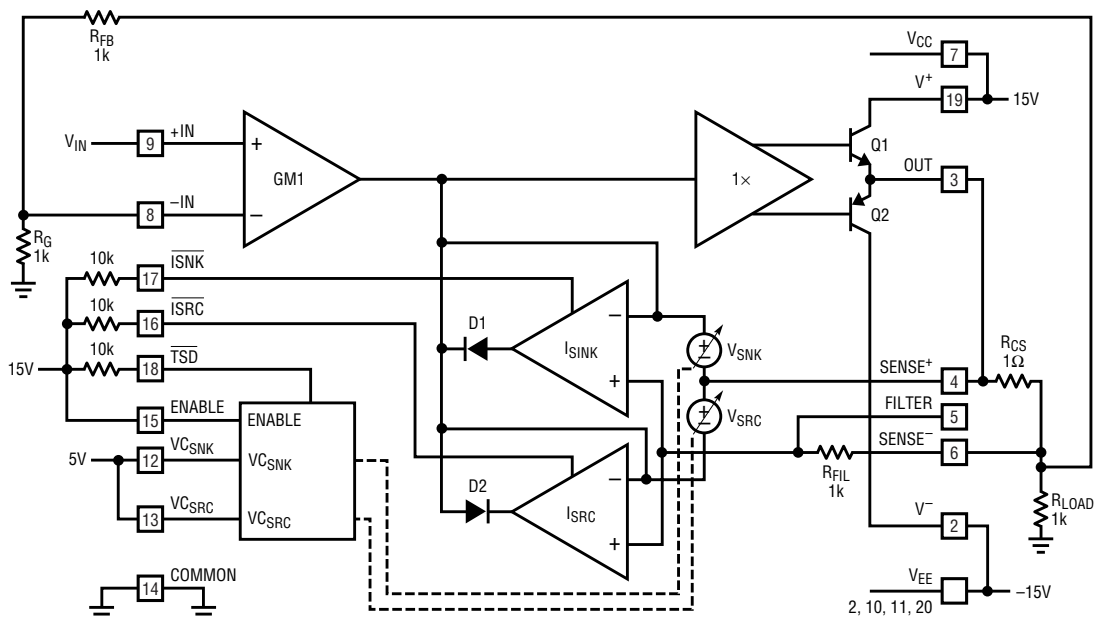 RFB
1k
VCC
7
V+
19
15V
VIN
9
+IN
+
GM1
1×
Q1
OUT
3
8
−IN
−
Q2
RG
1k
10k
17
ISNK
10k
16
ISRC
10k
18
TSD
15V
15
ENABLE
ENABLE
5V
12
VCSNK
VCSNK
13
VCSRC
VCSRC
14
COMMON
D1
ISINK
−
+
+
−
VSNK
+
−
VSRC
D2
ISRC
−
+
SENSE+
4
RCS
1Ω
FILTER
5
SENSE−
6
RFIL
1k
RLOAD
1k
V−
2
VEE
−15V
2, 10, 11, 20